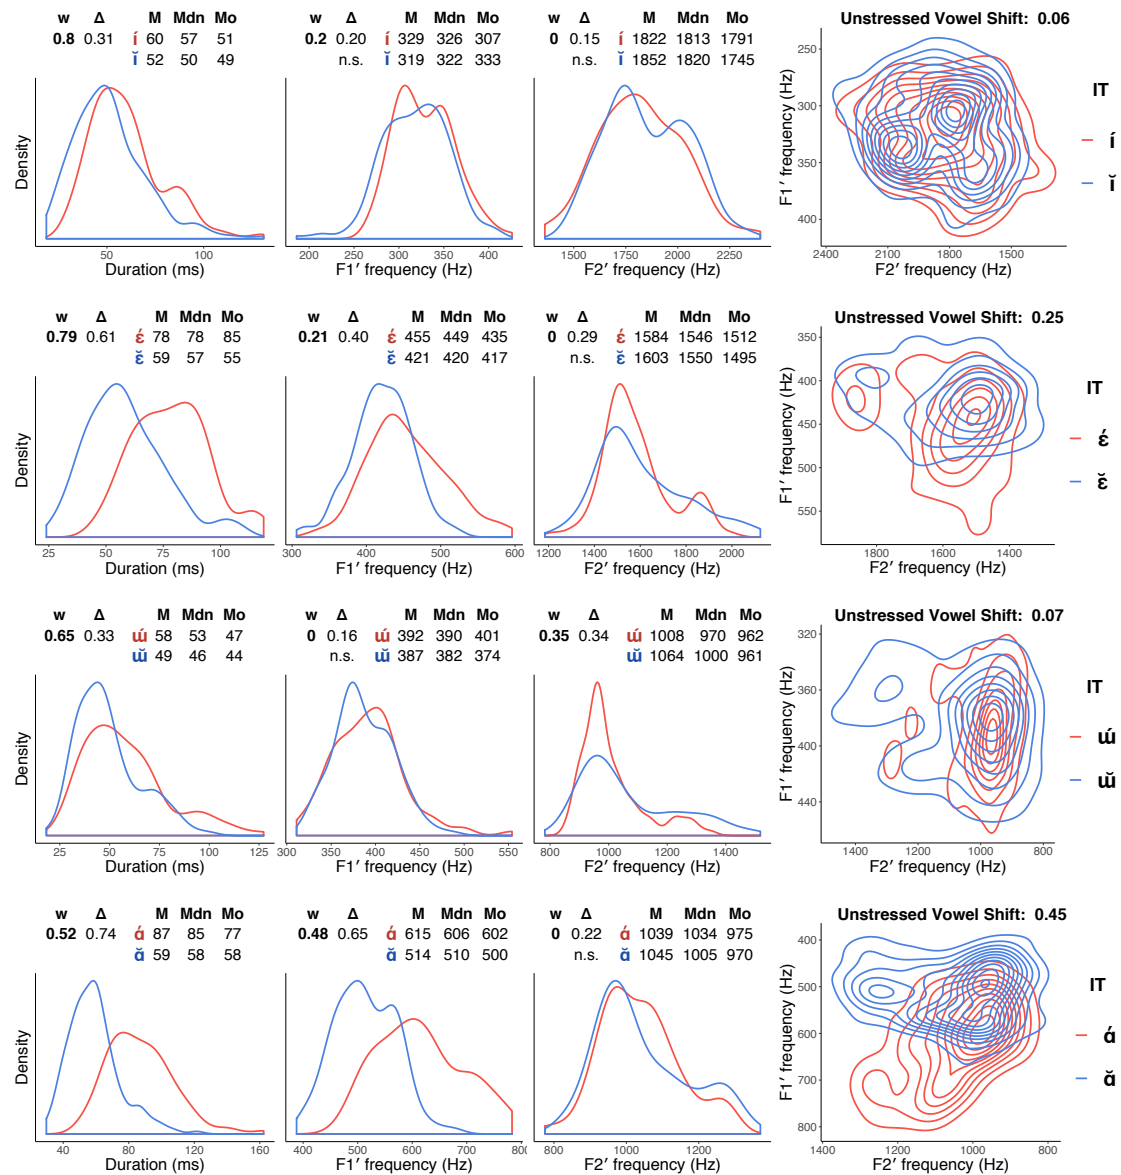 w Δ M Mdn Mo
0.8 0.31 í 60 57 51
ĭ 52 50 49
w Δ M Mdn Mo
0.2 0.20 í 329 326 307
n.s. ĭ 319 322 333
w Δ M Mdn Mo
0 0.15 í 1822 1813 1791
n.s. ĭ 1852 1820 1745
Unstressed Vowel Shift: 0.06
Density
50 100
Duration (ms)
200 250 300 350 400
F1′ frequency (Hz)
1500 1750 2000 2250
F2′ frequency (Hz)
F1′ frequency (Hz)
250
300
350
400
2400 2100 1800 1500
F2′ frequency (Hz)
IT
í
ĭ
w Δ M Mdn Mo
0.79 0.61 έ 78 78 85
ɛ̆ 59 57 55
w Δ M Mdn Mo
0.21 0.40 έ 455 449 435
ɛ̆ 421 420 417
w Δ M Mdn Mo
0 0.29 έ 1584 1546 1512
n.s. ɛ̆ 1603 1550 1495
Unstressed Vowel Shift: 0.25
Density
25 50 75 100
Duration (ms)
300 400 500 600
F1′ frequency (Hz)
1200 1400 1600 1800 2000
F2′ frequency (Hz)
F1′ frequency (Hz)
350
400
450
500
550
1800 1600 1400
F2′ frequency (Hz)
IT
έ
ɛ̆
w Δ M Mdn Mo
0.65 0.33 ɯ́ 58 53 47
ɯ̆ 49 46 44
w Δ M Mdn Mo
0 0.16 ɯ́ 392 390 401
n.s. ɯ̆ 387 382 374
w Δ M Mdn Mo
0.35 0.34 ɯ́ 1008 970 962
ɯ̆ 1064 1000 961
Unstressed Vowel Shift: 0.07
Density
25 50 75 100 125
Duration (ms)
300 350 400 450 500 550
F1′ frequency (Hz)
800 1000 1200 1400
F2′ frequency (Hz)
F1′ frequency (Hz)
320
360
400
440
1400 1200 1000 800
F2′ frequency (Hz)
IT
ɯ́
ɯ̆
w Δ M Mdn Mo
0.52 0.74 ɑ́ 87 85 77
ɑ̆ 59 58 58
w Δ M Mdn Mo
0.48 0.65 ɑ́ 615 606 602
ɑ̆ 514 510 500
w Δ M Mdn Mo
0 0.22 ɑ́ 1039 1034 975
n.s. ɑ̆ 1045 1005 970
Unstressed Vowel Shift: 0.45
Density
40 80 120 160
Duration (ms)
400 500 600 700 800
F1′ frequency (Hz)
800 1000 1200
F2′ frequency (Hz)
F1′ frequency (Hz)
400
500
600
700
800
1400 1200 1000 800
F2′ frequency (Hz)
IT
ɑ́
ɑ̆